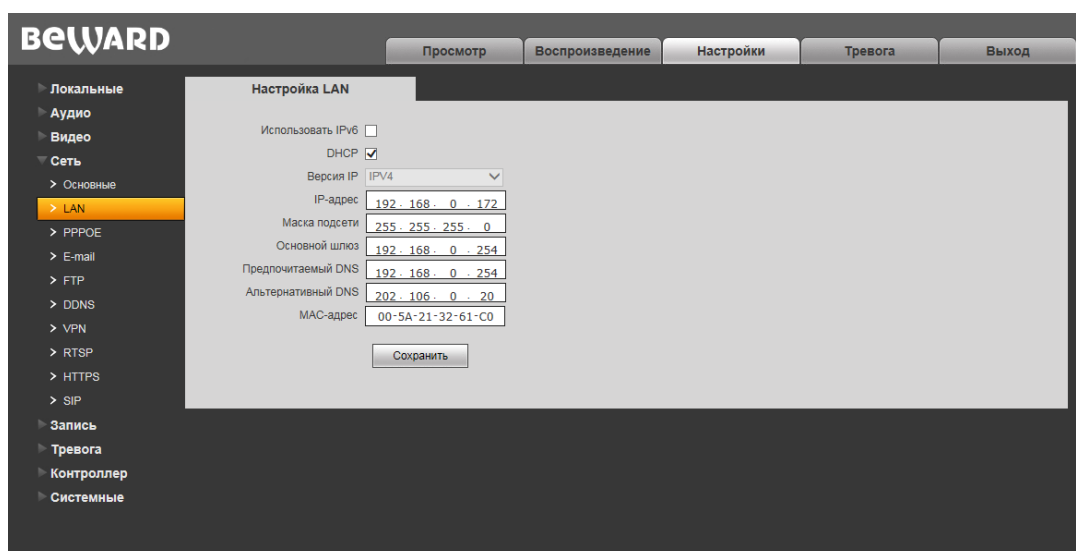 BEWARD
Просмотр Воспроизведение Настройки Тревога Выход
Локальные
Аудио
Видео
Сеть
> Основные
> LAN
> PPPOE
> E-mail
> FTP
> DDNS
> VPN
> RTSP
> HTTPS
> SIP
Запись
Тревога
Контроллер
Системные
Настройка LAN
Использовать IPv6
DHCP
Версия IP IPV4
IP-адрес 192. 168. 0 . 172
Маска подсети 255. 255. 255. 0
Основной шлюз 192. 168. 0 . 254
Предпочитаемый DNS 192. 168. 0 . 254
Альтернативный DNS 202. 106. 0 . 20
MAC-адрес 00-5A-21-32-61-C0
Сохранить